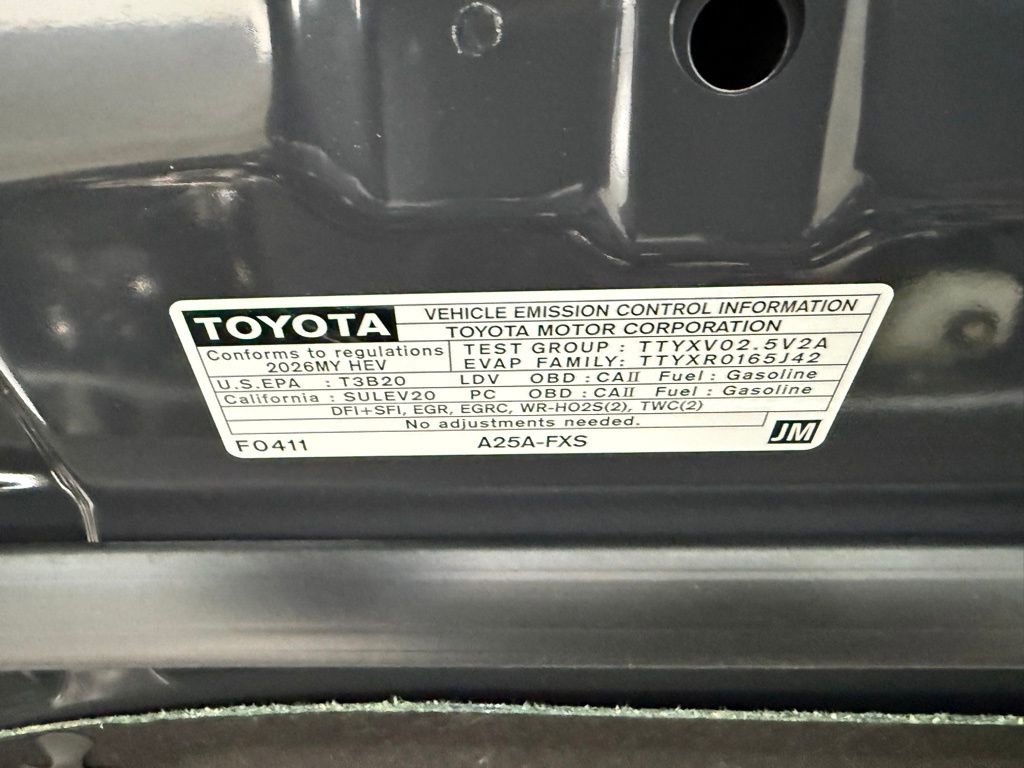 TOYOTA
VEHICLE EMISSION CONTROL INFORMATION
TOYOTA MOTOR CORPORATION
Conforms to regulations
2026MY HEV
TEST GROUP : TTYXV02.5V2A
EVAP FAMILY: TTYXR0165J42
U.S.EPA : T3B20 LDV OBD : CAII Fuel : Gasoline
California : SULEV20 PC OBD : CAII Fuel : Gasoline
DFI+SFI, EGR, EGRC, WR-HO2S(2), TWC(2)
No adjustments needed.
F0411 A25A-FXS JM